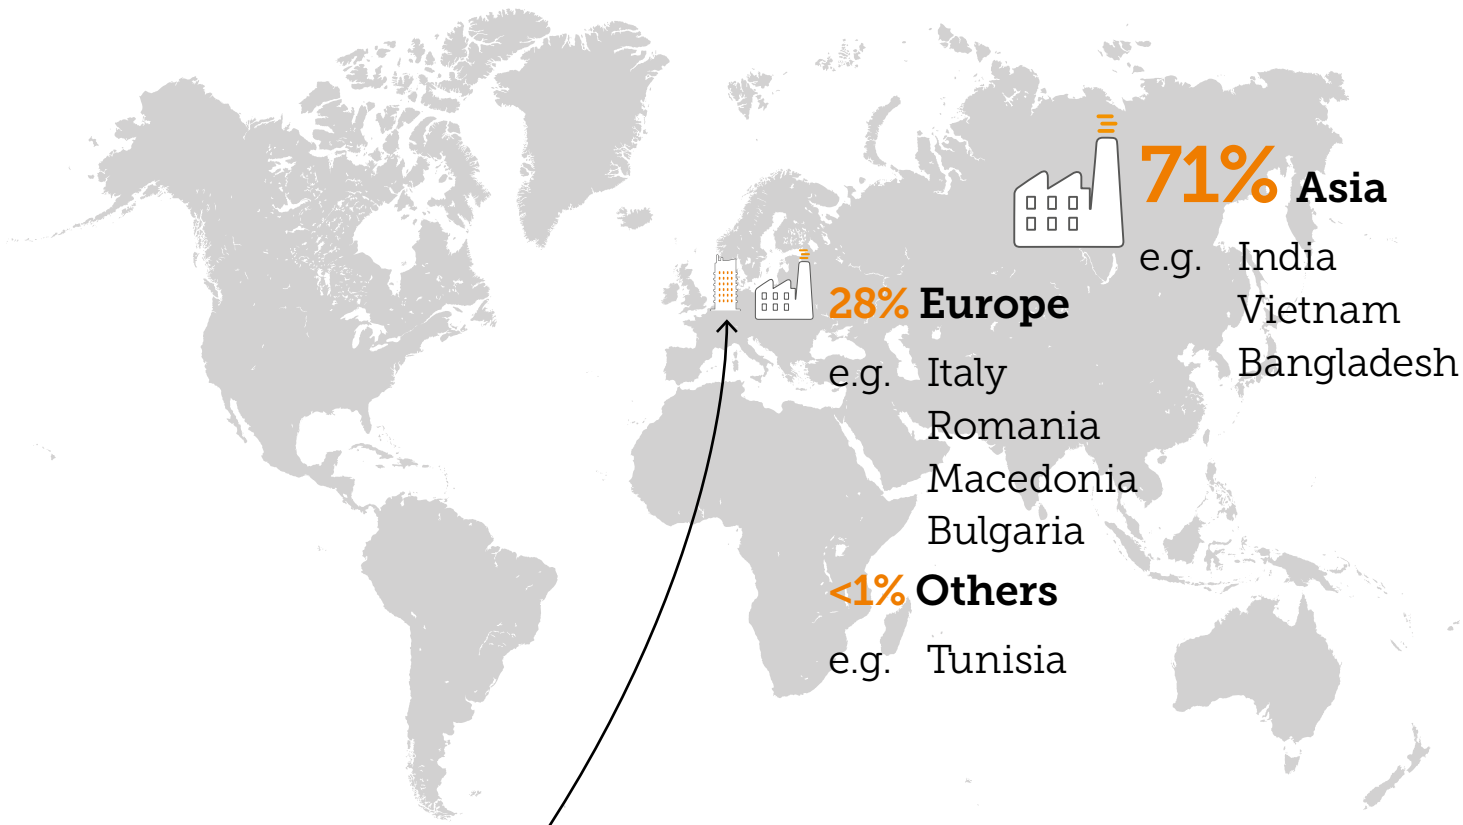 71% Asia
e.g. India
Vietnam
Bangladesh
28% Europe
e.g. Italy
Romania
Macedonia
Bulgaria
<1% Others
e.g. Tunisia